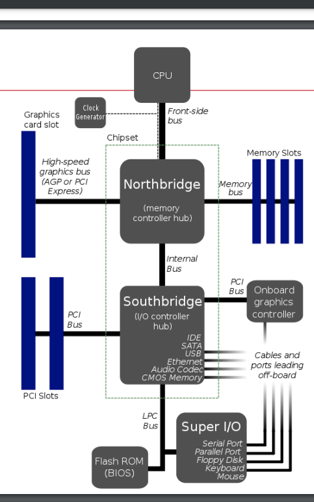 CPU
Clock
Generator
Front-side
bus
Graphics
card slot
Chipset
High-speed
graphics bus
(AGP or PCI
Express)
Northbridge
(memory
controller hub)
Memory
bus
Memory Slots
Internal
Bus
PCI
Bus
Southbridge
(I/O controller
hub)
IDE
SATA
USB
Ethernet
Audio Codec
CMOS Memory
PCI
Bus
Onboard
graphics
controller
Cables and
ports leading
off-board
PCI Slots
LPC
Bus
Super I/O
Serial Port
Parallel Port
Floppy Disk
Keyboard
Mouse
Flash ROM
(BIOS)